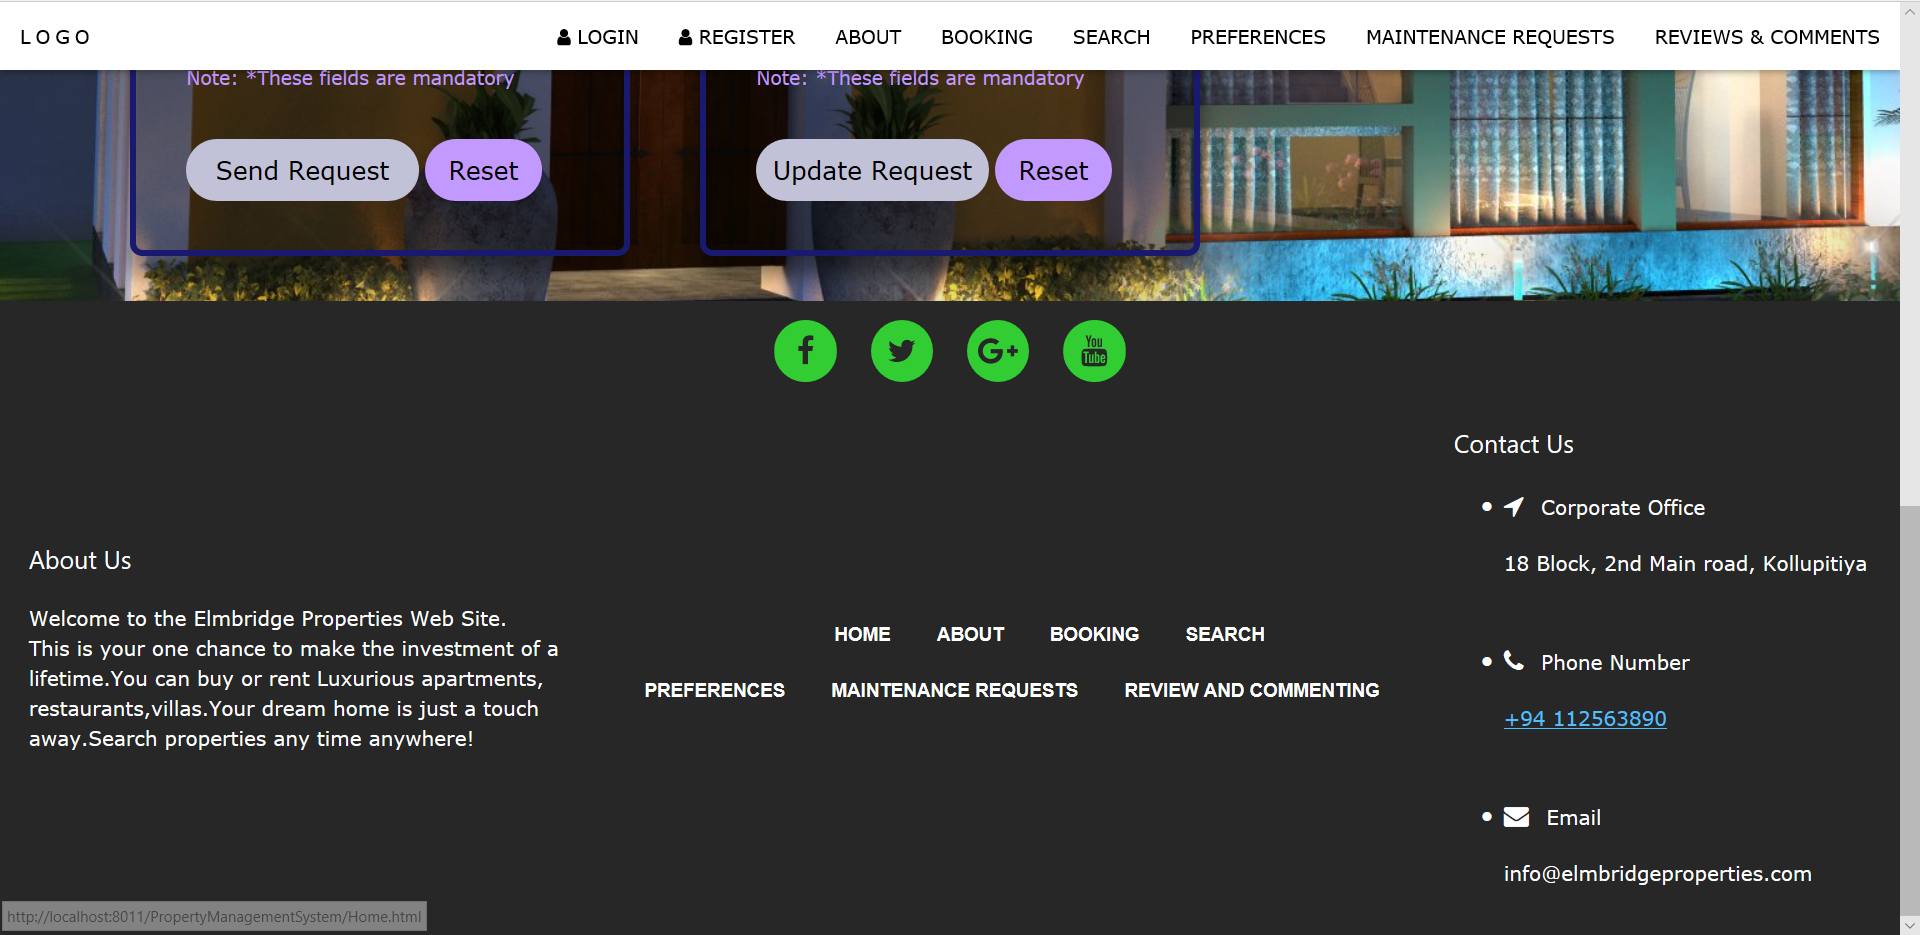 LOGO
LOGIN REGISTER ABOUT BOOKING SEARCH PREFERENCES MAINTENANCE REQUESTS REVIEWS & COMMENTS
Note: *These fields are mandatory
Note: *These fields are mandatory
Send Request Reset
Update Request Reset
You
Tube
Contact Us
Corporate Office
18 Block, 2nd Main road, Kollupitiya
Phone Number
+94 112563890
Email
info@elmbridgeproperties.com
About Us
Welcome to the Elmbridge Properties Web Site.
This is your one chance to make the investment of a
lifetime.You can buy or rent Luxurious apartments,
restaurants,villas.Your dream home is just a touch
away.Search properties any time anywhere!
HOME ABOUT BOOKING SEARCH
PREFERENCES MAINTENANCE REQUESTS REVIEW AND COMMENTING
http://localhost:8011/PropertyManagementSystem/Home.html